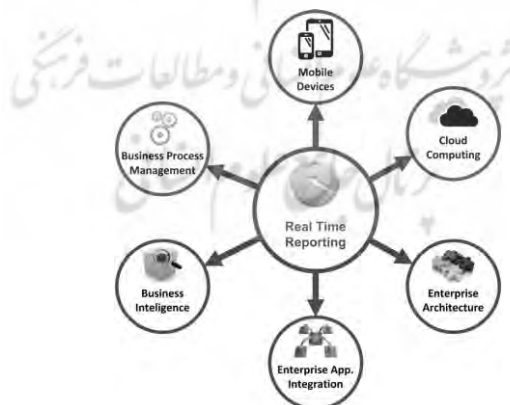 Mobile
Devices
Cloud
Computing
Business Process
Management
Real Time
Reporting
Business
Inteligence
Enterprise
Architecture
Enterprise App.
Integration